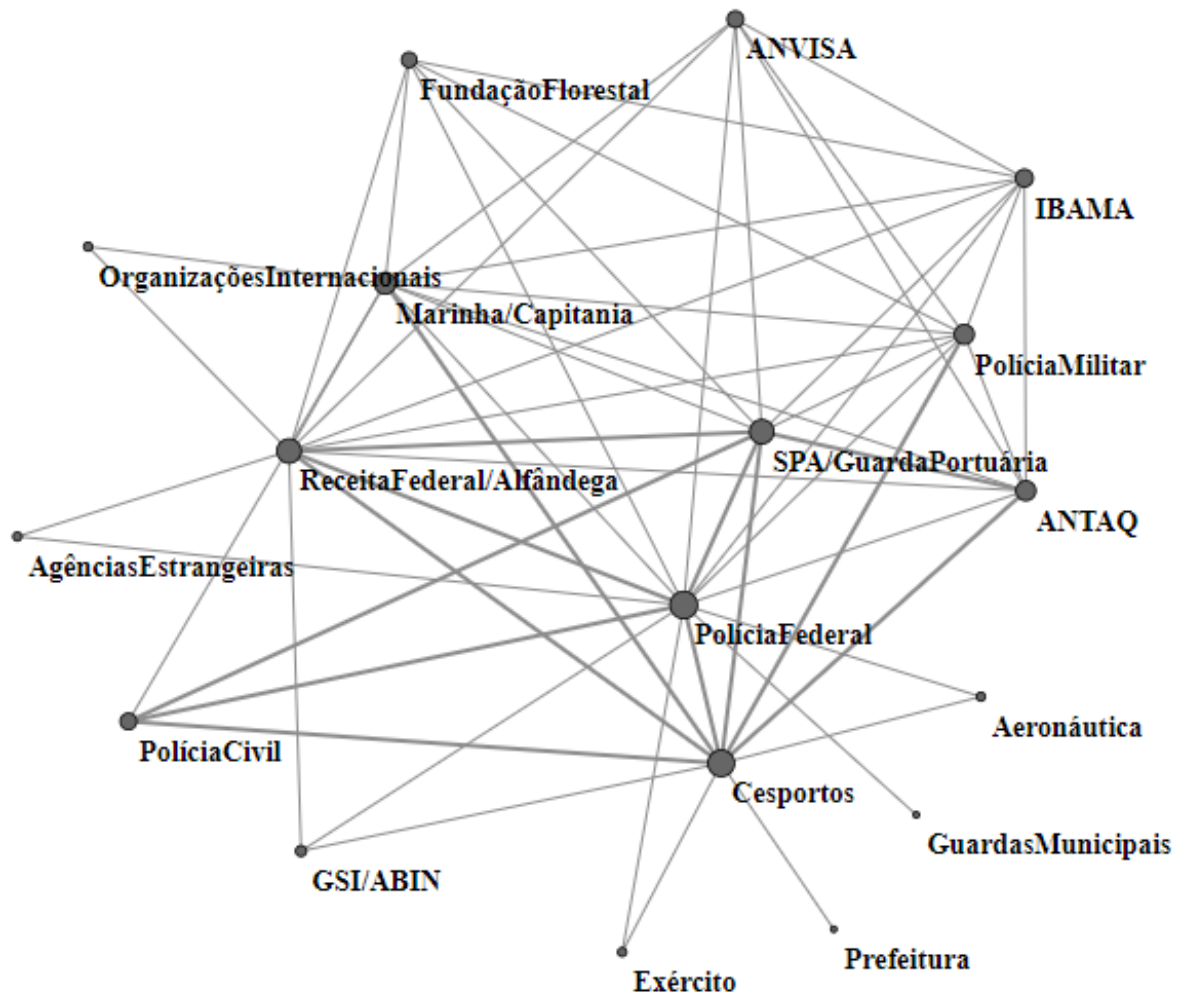 ANVISA
FundaçãoFlorestal
IBAMA
OrganizaçõesInternacionais
Marinha/Capitania
PolíciaMilitar
SPA/GuardaPortuária
ReceitaFederal/Alfândega
ANTAQ
AgênciasEstrangeiras
PolíciaFederal
Aeronáutica
PolíciaCivil
Cesportos
GuardasMunicipais
GSI/ABIN
Prefeitura
Exército